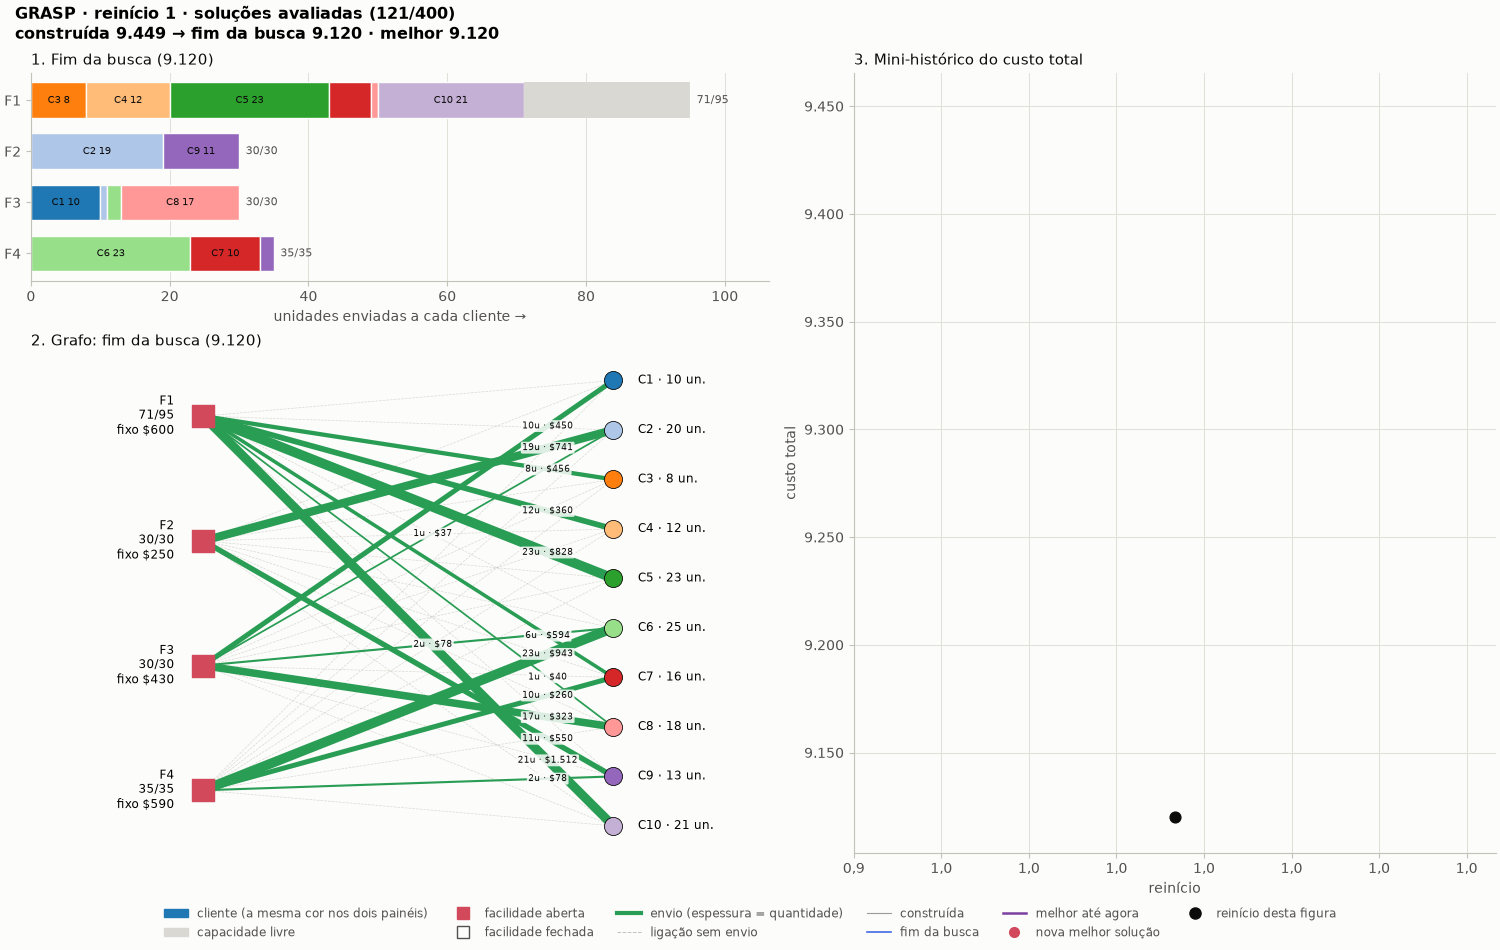 GRASP · reinício 1 · soluções avaliadas (121/400)
construída 9.449 → fim da busca 9.120 · melhor 9.120
1. Fim da busca (9.120)
F1
C3 8
C4 12
C5 23
C10 21
71/95
F2
C2 19
C9 11
30/30
F3
C1 10
C8 17
30/30
F4
C6 23
C7 10
35/35
0
20
40
60
80
100
unidades enviadas a cada cliente →
2. Grafo: fim da busca (9.120)
F1
71/95
fixo $600
F2
30/30
fixo $250
F3
30/30
fixo $430
F4
35/35
fixo $590
10u · $450
19u · $741
8u · $456
12u · $360
1u · $37
23u · $828
6u · $594
2u · $78
23u · $943
1u · $40
10u · $260
17u · $323
11u · $550
21u · $1.512
2u · $78
C1 · 10 un.
C2 · 20 un.
C3 · 8 un.
C4 · 12 un.
C5 · 23 un.
C6 · 25 un.
C7 · 16 un.
C8 · 18 un.
C9 · 13 un.
C10 · 21 un.
3. Mini-histórico do custo total
9.450
9.400
9.350
9.300
9.250
9.200
9.150
custo total
0,9
1,0
1,0
1,0
1,0
1,0
1,0
1,0
reinício
cliente (a mesma cor nos dois painéis)
capacidade livre
facilidade aberta
facilidade fechada
envio (espessura = quantidade)
ligação sem envio
construída
fim da busca
melhor até agora
nova melhor solução
reinício desta figura